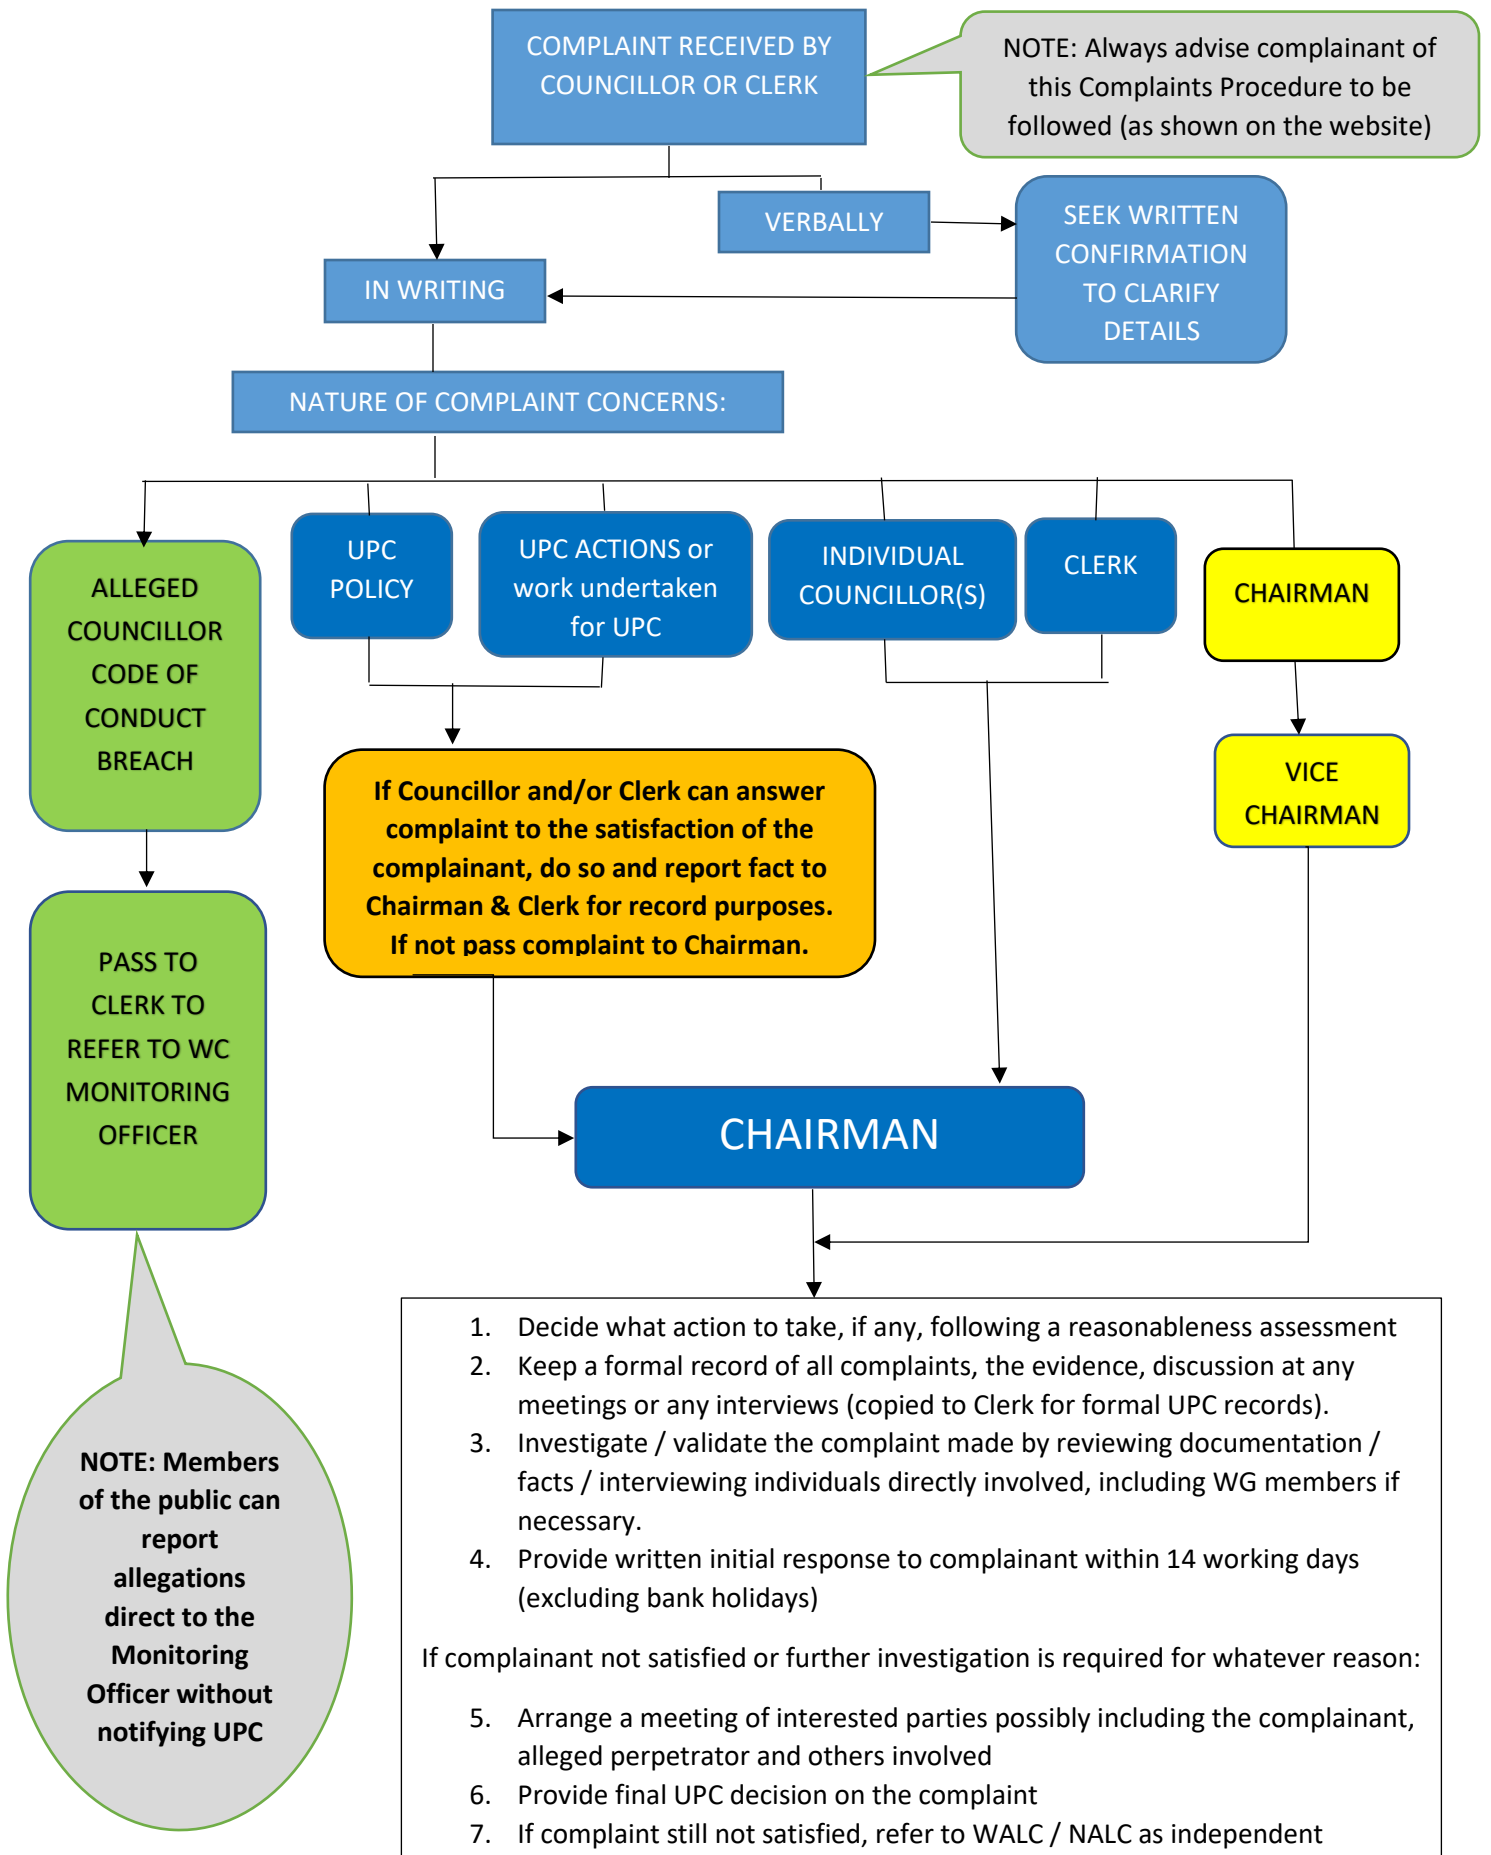 COMPLAINT RECEIVED BY
COUNCILLOR OR CLERK
NOTE: Always advise complainant of
this Complaints Procedure to be
followed (as shown on the website)
VERBALLY
SEEK WRITTEN
CONFIRMATION
TO CLARIFY
DETAILS
IN WRITING
NATURE OF COMPLAINT CONCERNS:
ALLEGED
COUNCILLOR
CODE OF
CONDUCT
BREACH
UPC
POLICY
UPC ACTIONS or
work undertaken
for UPC
INDIVIDUAL
COUNCILLOR(S)
CLERK
CHAIRMAN
VICE
CHAIRMAN
If Councillor and/or Clerk can answer
complaint to the satisfaction of the
complainant, do so and report fact to
Chairman & Clerk for record purposes.
If not pass complaint to Chairman.
PASS TO
CLERK TO
REFER TO WC
MONITORING
OFFICER
CHAIRMAN
NOTE: Members
of the public can
report
allegations
direct to the
Monitoring
Officer without
notifying UPC
1. Decide what action to take, if any, following a reasonableness assessment
2. Keep a formal record of all complaints, the evidence, discussion at any
meetings or any interviews (copied to Clerk for formal UPC records).
3. Investigate / validate the complaint made by reviewing documentation /
facts / interviewing individuals directly involved, including WG members if
necessary.
4. Provide written initial response to complainant within 14 working days
(excluding bank holidays)
If complainant not satisfied or further investigation is required for whatever reason:
5. Arrange a meeting of interested parties possibly including the complainant,
alleged perpetrator and others involved
6. Provide final UPC decision on the complaint
7. If complaint still not satisfied, refer to WALC / NALC as independent